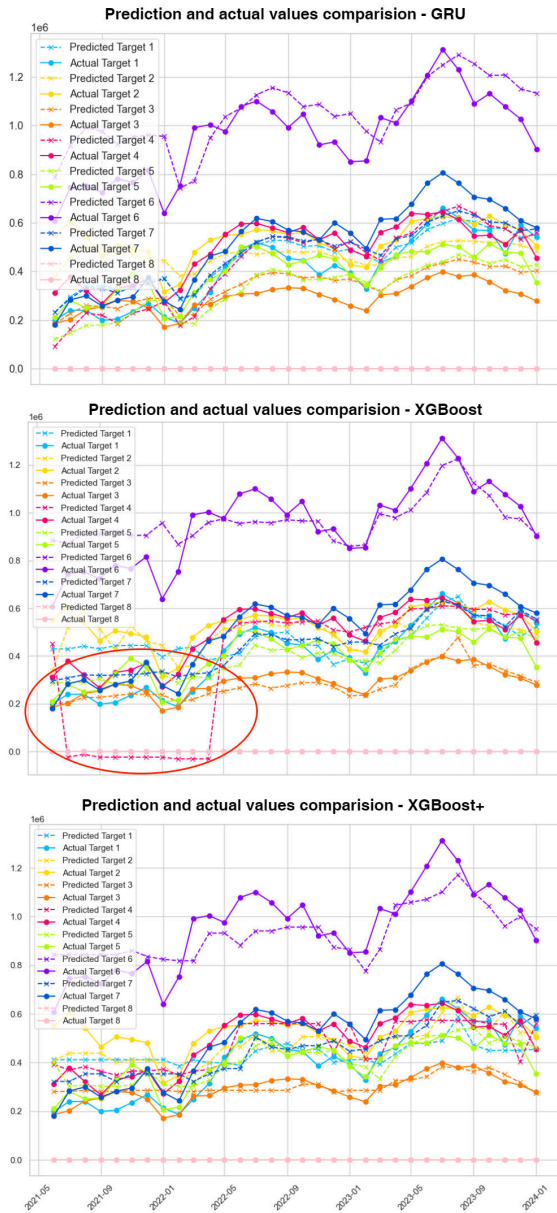 Prediction and actual values comparision - GRU
1e6
1.2
1.0
0.8
0.6
0.4
0.2
0.0
Predicted Target 1
Actual Target 1
Predicted Target 2
Actual Target 2
Predicted Target 3
Actual Target 3
Predicted Target 4
Actual Target 4
Predicted Target 5
Actual Target 5
Predicted Target 6
Actual Target 6
Predicted Target 7
Actual Target 7
Predicted Target 8
Actual Target 8
Prediction and actual values comparision - XGBoost
1e6
1.2
1.0
0.8
0.6
0.4
0.2
0.0
Predicted Target 1
Actual Target 1
Predicted Target 2
Actual Target 2
Predicted Target 3
Actual Target 3
Predicted Target 4
Actual Target 4
Predicted Target 5
Actual Target 5
Predicted Target 6
Actual Target 6
Predicted Target 7
Actual Target 7
Predicted Target 8
Actual Target 8
Prediction and actual values comparision - XGBoost+
1e6
1.2
1.0
0.8
0.6
0.4
0.2
0.0
Predicted Target 1
Actual Target 1
Predicted Target 2
Actual Target 2
Predicted Target 3
Actual Target 3
Predicted Target 4
Actual Target 4
Predicted Target 5
Actual Target 5
Predicted Target 6
Actual Target 6
Predicted Target 7
Actual Target 7
Predicted Target 8
Actual Target 8
2021-05
2021-09
2022-01
2022-05
2022-09
2023-01
2023-05
2023-09
2024-01